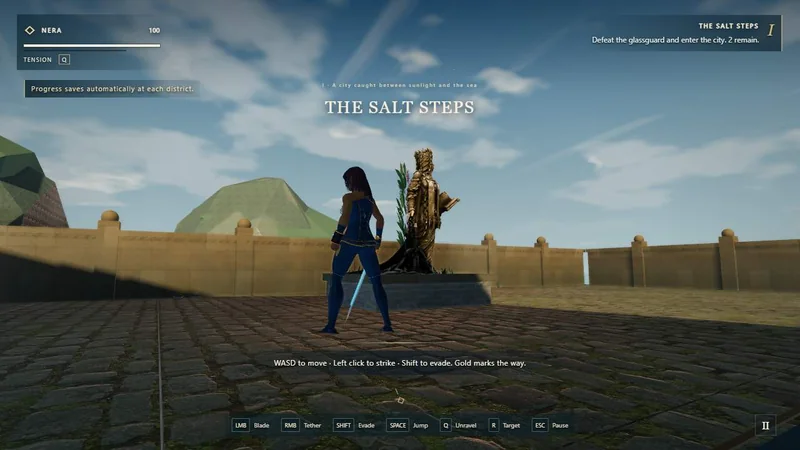 NERA 100
TENSION Q
Progress saves automatically at each district.
THE SALT STEPS I
Defeat the glassguard and enter the city. 2 remain.
I · A city caught between sunlight and the sea
THE SALT STEPS
WASD to move · Left click to strike · Shift to evade. Gold marks the way.
LMB Blade RMB Tether SHIFT Evade SPACE Jump Q Unravel R Target ESC Pause
II